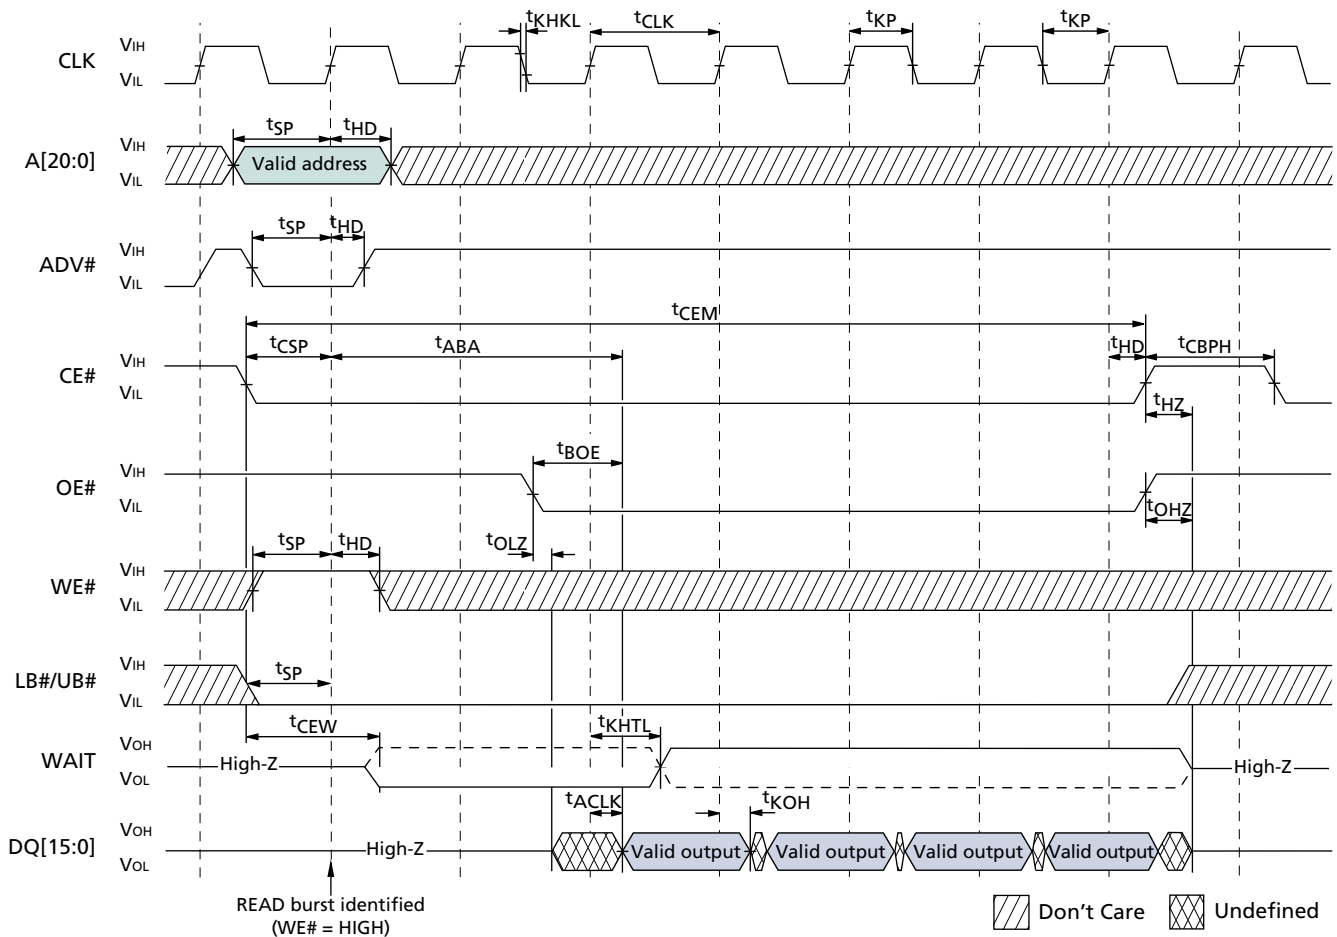 tKHKL tCLK tKP tKP
CLK VIH
VIL
tSP tHD
A[20:0] VIH
VIL
Valid address
tSP tHD
ADV# VIH
VIL
tCEM
tCSP tABA tHD tCBPH
CE# VIH
VIL
tHZ
tBOE
OE# VIH
VIL
tOHZ
tSP tHD tOLZ
WE# VIH
VIL
LB#/UB# VIH
VIL
tSP
tCEW tKHTL
WAIT VOH
VOL
High-Z High-Z
tACLK tKOH
DQ[15:0] VOH
VOL
High-Z Valid output Valid output Valid output Valid output
READ burst identified
(WE# = HIGH)
Don't Care Undefined